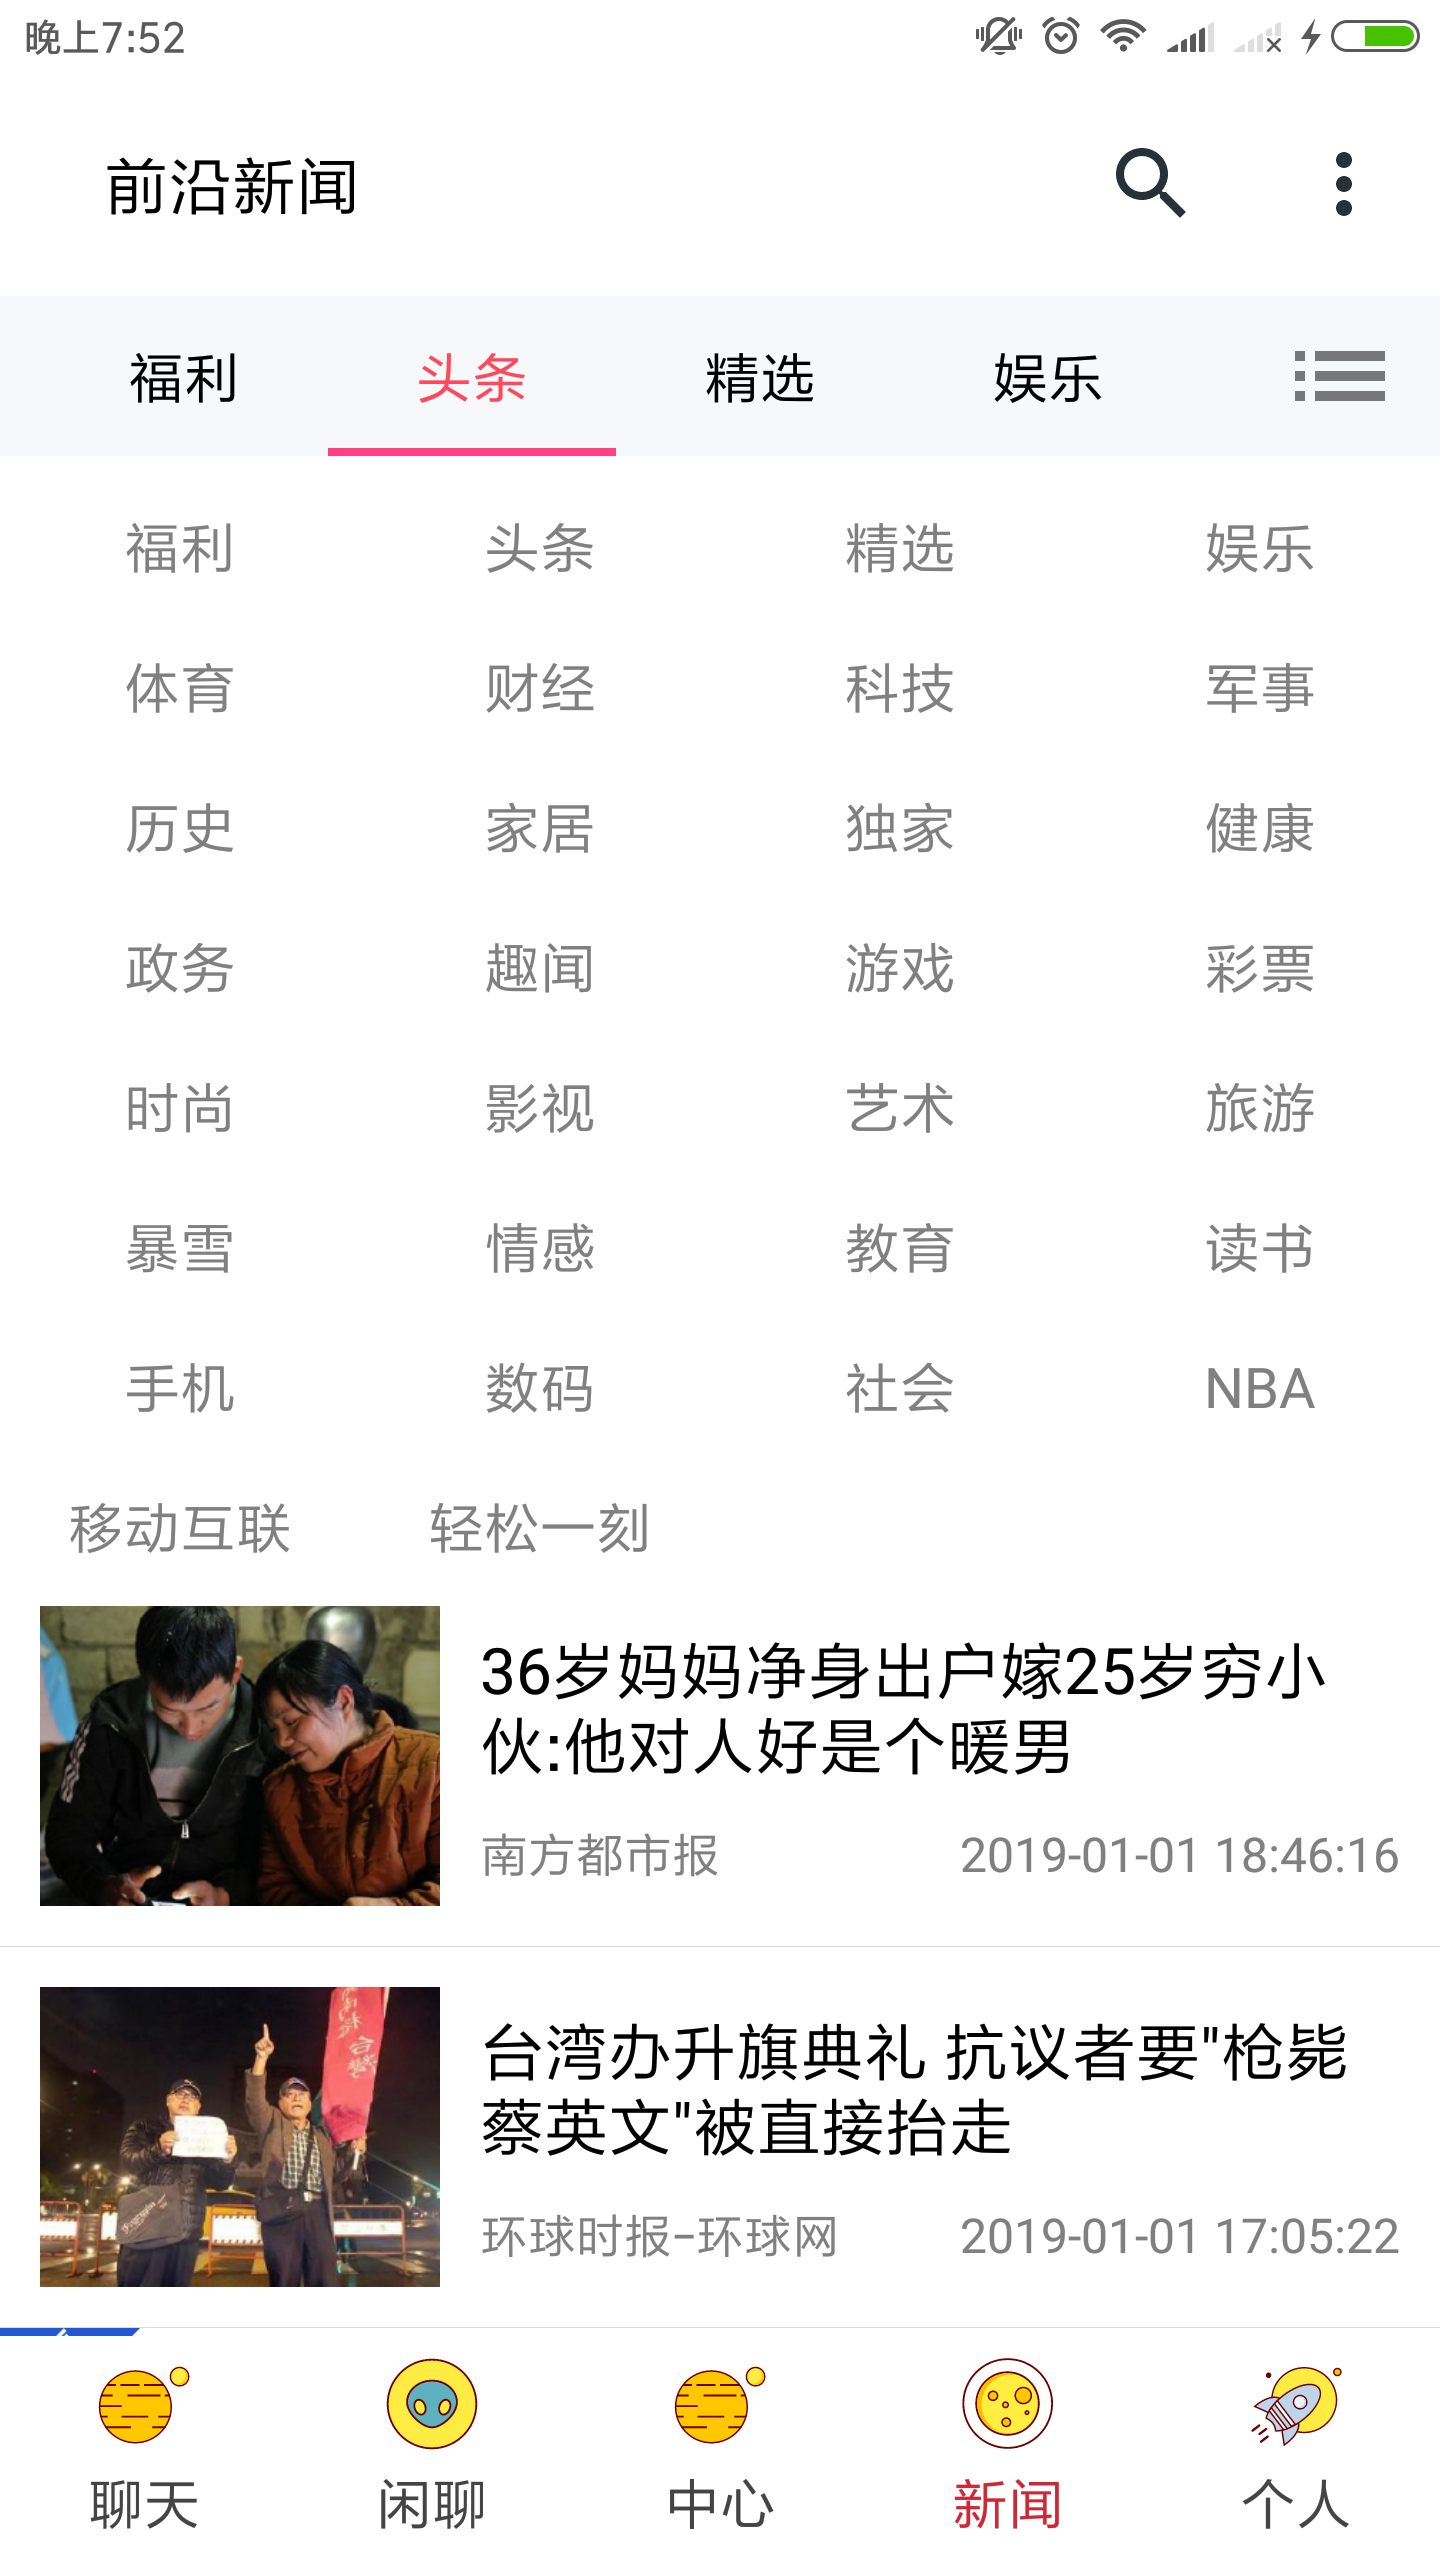 晚上7:52
前沿新闻
福利 头条 精选 娱乐
福利 头条 精选 娱乐
体育 财经 科技 军事
历史 家居 独家 健康
政务 趣闻 游戏 彩票
时尚 影视 艺术 旅游
暴雪 情感 教育 读书
手机 数码 社会 NBA
移动互联 轻松一刻
36岁妈妈净身出户嫁25岁穷小
伙:他对人好是个暖男
南方都市报 2019-01-01 18:46:16
台湾办升旗典礼 抗议者要"枪毙
蔡英文"被直接抬走
环球时报-环球网 2019-01-01 17:05:22
聊天 闲聊 中心 新闻 个人